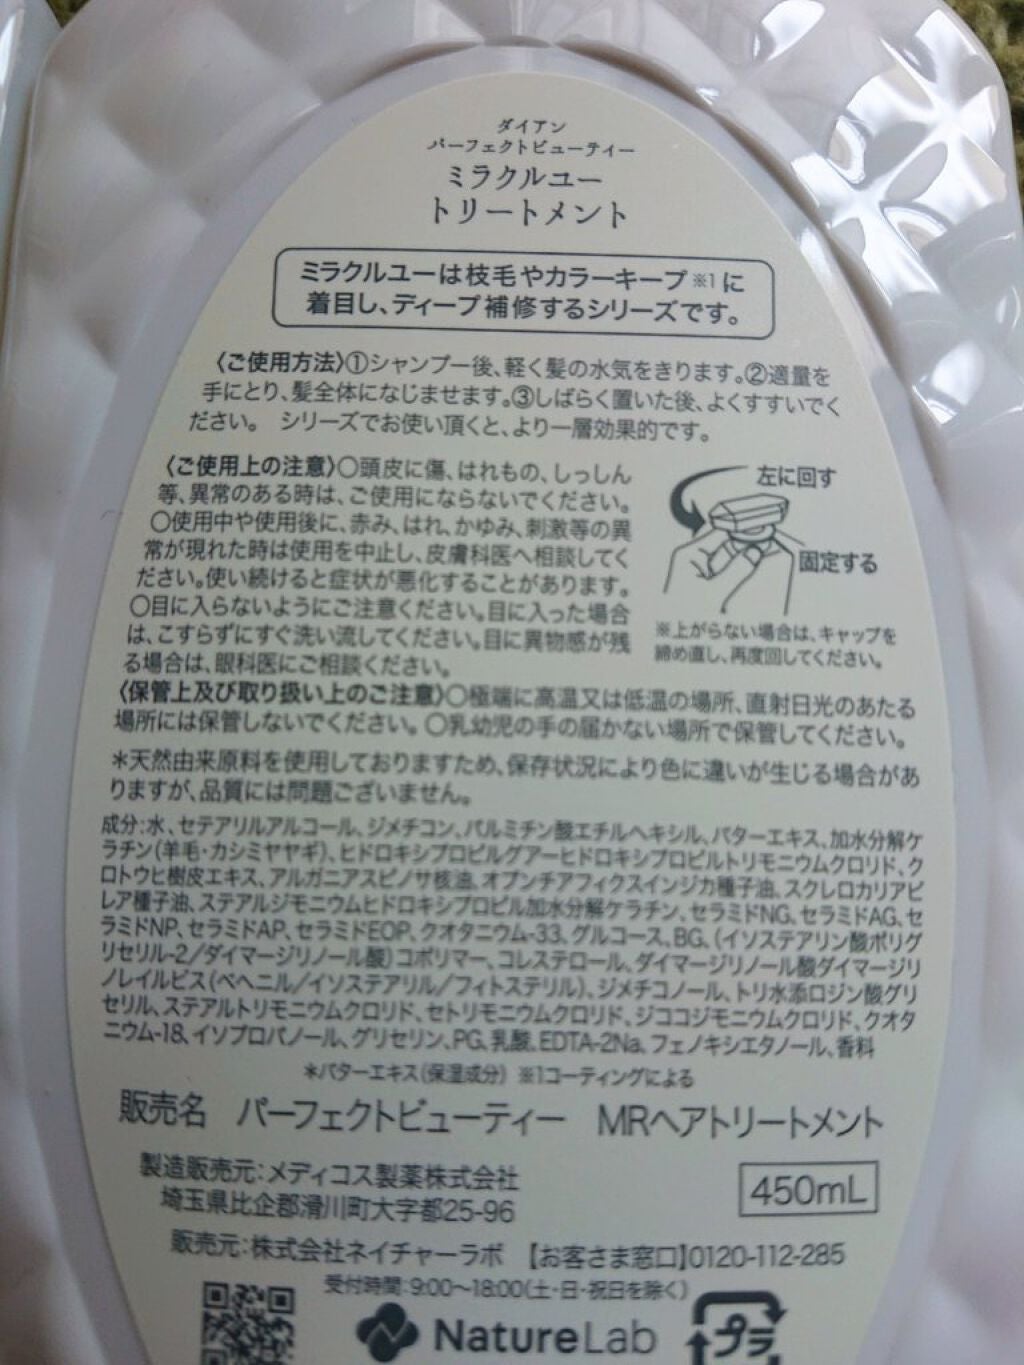 ダイアン
パーフェクトビューティー
ミラクルユー
トリートメント
ミラクルユーは枝毛やカラーキープ※1に
着目し、ディープ補修するシリーズです。
〈ご使用方法〉①シャンプー後、軽く髪の水気をきります。②適量を
手にとり、髪全体になじませます。③しばらく置いた後、よくすすいでく
ださい。 シリーズでお使い頂くと、より一層効果的です。
〈ご使用上の注意〉○頭皮に傷、はれもの、しっしん
等、異常のある時は、ご使用にならないでください。
○使用中や使用後に、赤み、はれ、かゆみ、刺激等の異
常が現れた時は使用を中止し、皮膚科医へ相談してく
ださい。使い続けると症状が悪化することがあります。
○目に入らないようにご注意ください。目に入った場合
は、こすらずにすぐ洗い流してください。目に異物感が残
る場合は、眼科医にご相談ください。
左に回す
固定する
※上がらない場合は、キャップを
締め直し、再度回してください。
〈保管上及び取り扱い上のご注意〉○極端に高温又は低温の場所、直射日光のあたる
場所には保管しないでください。○乳幼児の手の届かない場所で保管してください。
＊天然由来原料を使用しておりますため、保存状況により色に違いが生じる場合があ
りますが、品質には問題ございません。
成分:水、セテアリルアルコール、ジメチコン、パルミチン酸エチルヘキシル、バターエキス、加水分解ケ
ラチン(羊毛・カシミヤヤギ)、ヒドロキシプロピルグアーヒドロキシプロピルトリモニウムクロリド、ク
ロトウヒ樹皮エキス、アルガニアスピノサ核油、オプンチアフィクスインジカ種子油、スクレロカリアビ
レア種子油、ステアルジモニウムヒドロキシプロピル加水分解ケラチン、セラミドNG、セラミドAG、セ
ラミドNP、セラミドAP、セラミドEOP、クオタニウム-33、グルコース、BG、(イソステアリン酸ポリグ
リセリル-2/ダイマージリノール酸)コポリマー、コレステロール、ダイマージリノール酸ダイマージリ
ノレイルビス(ベヘニル/イソステアリル/フィトステリル)、ジメチコノール、トリ水添ロジン酸グリ
セリル、ステアルトリモニウムクロリド、セトリモニウムクロリド、ジココジモニウムクロリド、クオタ
ニウム-18、イソプロパノール、グリセリン、PG、乳酸、EDTA-2Na、フェノキシエタノール、香料
＊バターエキス(保湿成分) ※1コーティングによる
販売名 パーフェクトビューティー MRヘアトリートメント
製造販売元:メディコス製薬株式会社
埼玉県比企郡滑川町大字都25-96
450mL
販売元:株式会社ネイチャーラボ 【お客さま窓口】0120-112-285
受付時間:9:00〜18:00(土・日・祝日を除く)
NatureLab
プラ